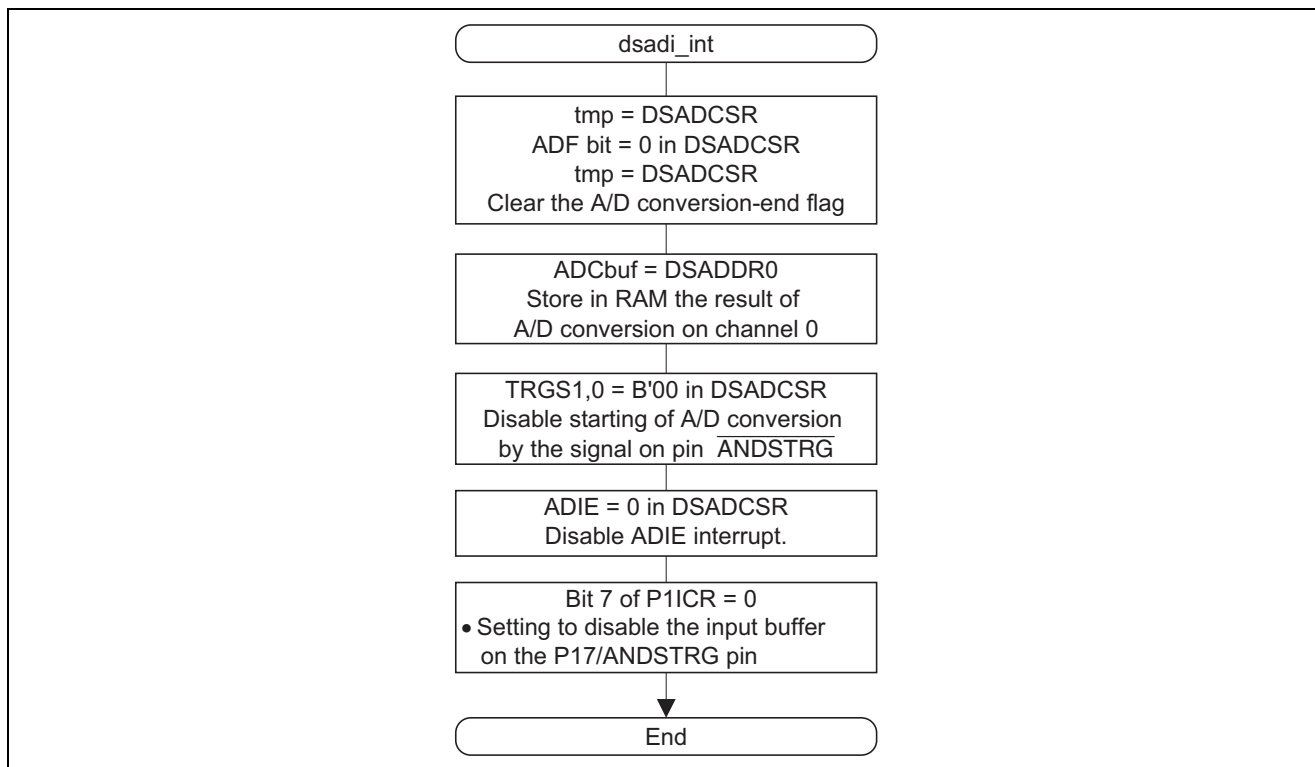 dsadi_int
tmp = DSADCSR
ADF bit = 0 in DSADCSR
tmp = DSADCSR
Clear the A/D conversion-end flag
ADCbuf = DSADDR0
Store in RAM the result of
A/D conversion on channel 0
TRGS1,0 = B'00 in DSADCSR
Disable starting of A/D conversion
by the signal on pin ANDSTRG
ADIE = 0 in DSADCSR
Disable ADIE interrupt.
Bit 7 of P1ICR = 0
• Setting to disable the input buffer
on the P17/ANDSTRG pin
End